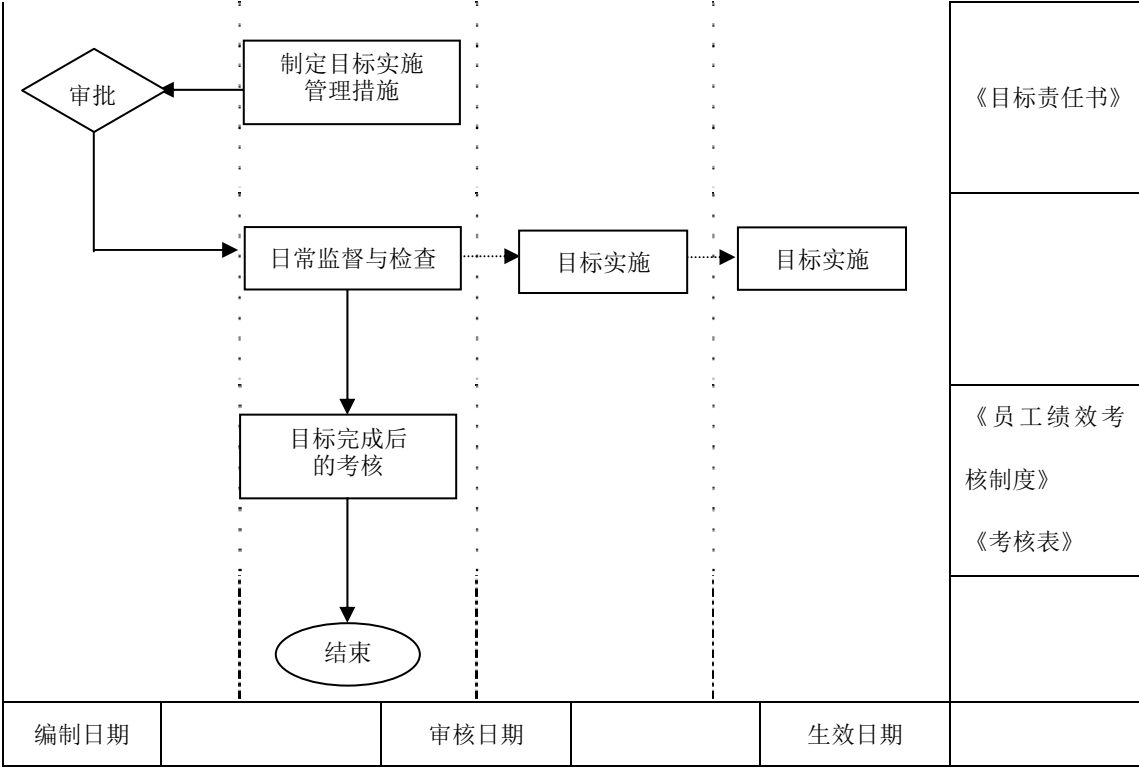 制定目标实施
管理措施
审批
《目标责任书》
日常监督与检查
目标实施
目标实施
目标完成后
的考核
《员工绩效考
核制度》
《考核表》
结束
编制日期
审核日期
生效日期